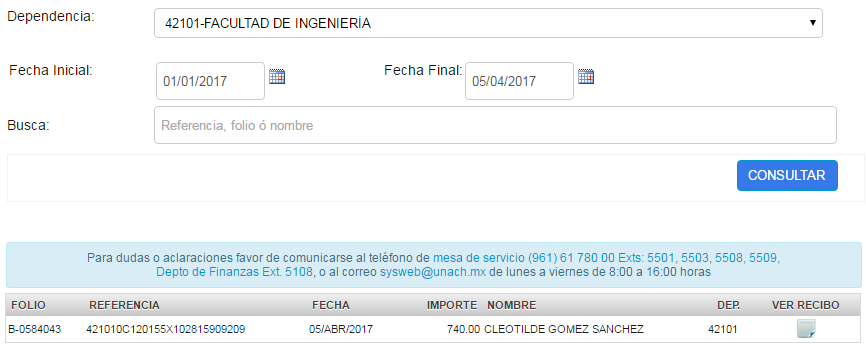 Dependencia: 42101-FACULTAD DE INGENIERÍA
Fecha Inicial: 01/01/2017 Fecha Final: 05/04/2017
Busca: Referencia, folio ó nombre
CONSULTAR
Para dudas o aclaraciones favor de comunicarse al teléfono de mesa de servicio (961) 61 780 00 Exts: 5501, 5503, 5508, 5509,
Depto de Finanzas Ext. 5108, o al correo sysweb@unach.mx de lunes a viernes de 8:00 a 16:00 horas
FOLIO REFERENCIA FECHA IMPORTE NOMBRE DEP. VER RECIBO
B-0584043 421010C120155X102815909209 05/ABR/2017 740.00 CLEOTILDE GOMEZ SANCHEZ 42101